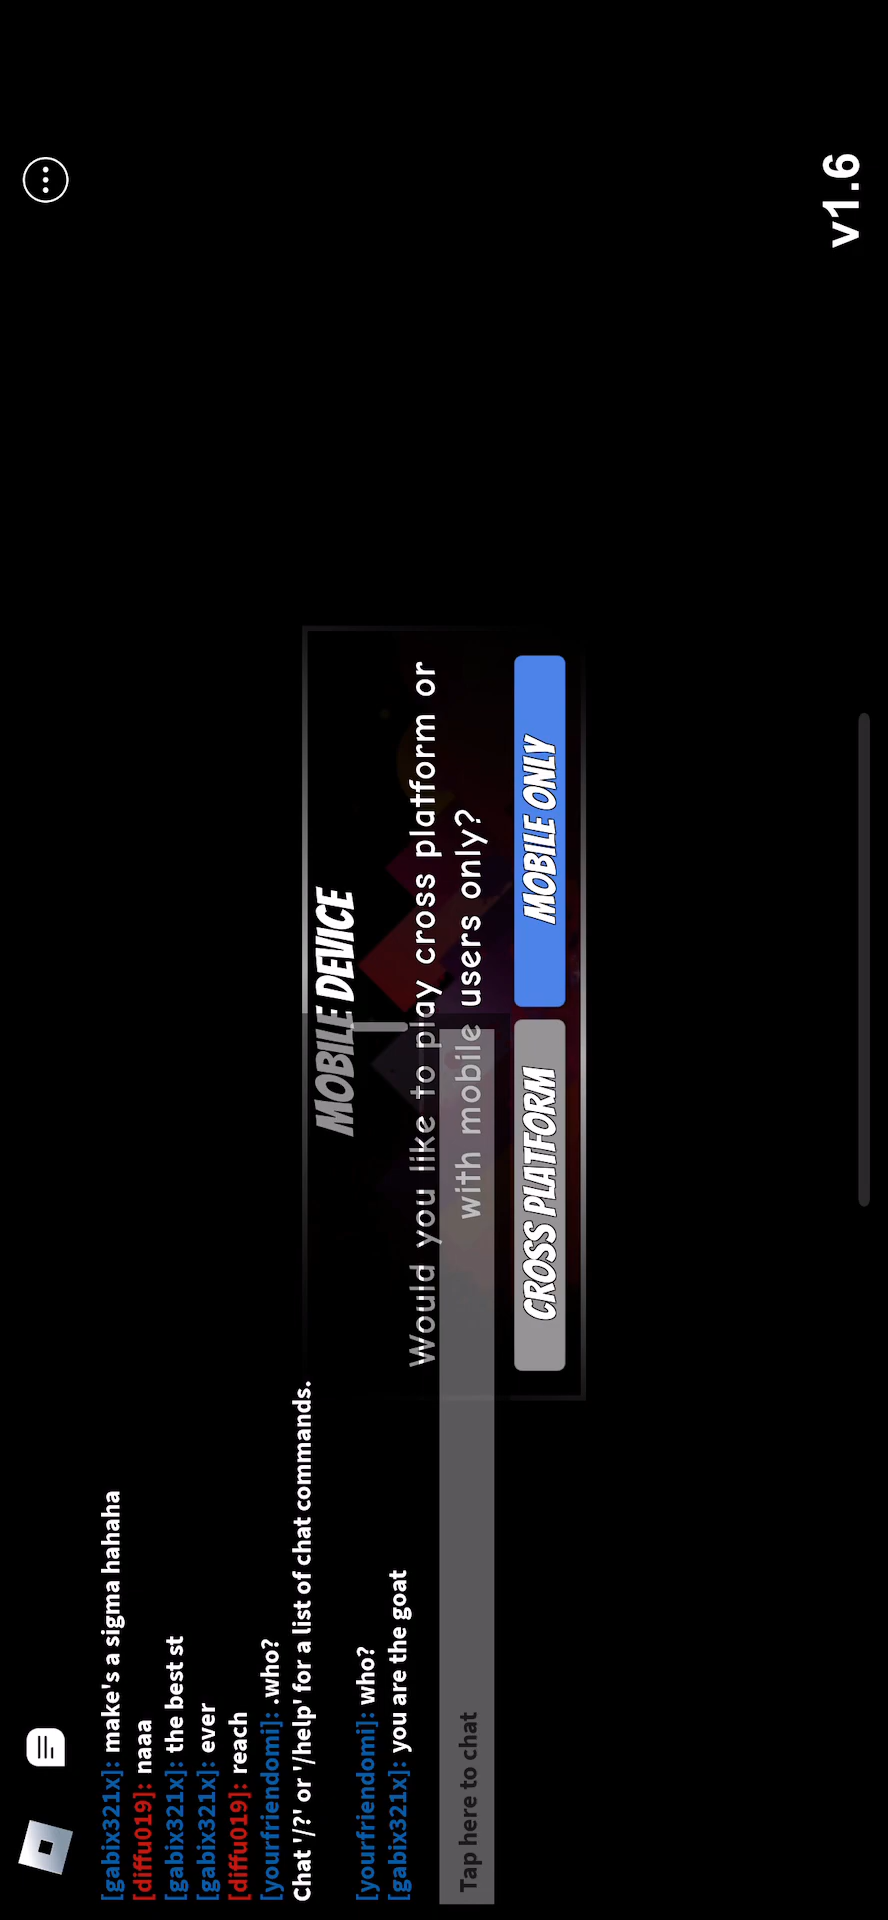 [gabix321x]: make's a sigma hahaha
[diffu019]: naaa
[gabix321x]: the best st
[gabix321x]: ever
[diffu019]: reach
[yourfriendomi]: .who?
Chat '/?' or '/help' for a list of chat commands.
[yourfriendomi]: who?
[gabix321x]: you are the goat
Tap here to chat
MOBILE DEVICE
Would you like to play cross platform or
with mobile users only?
CROSS PLATFORM
MOBILE ONLY
v1.6